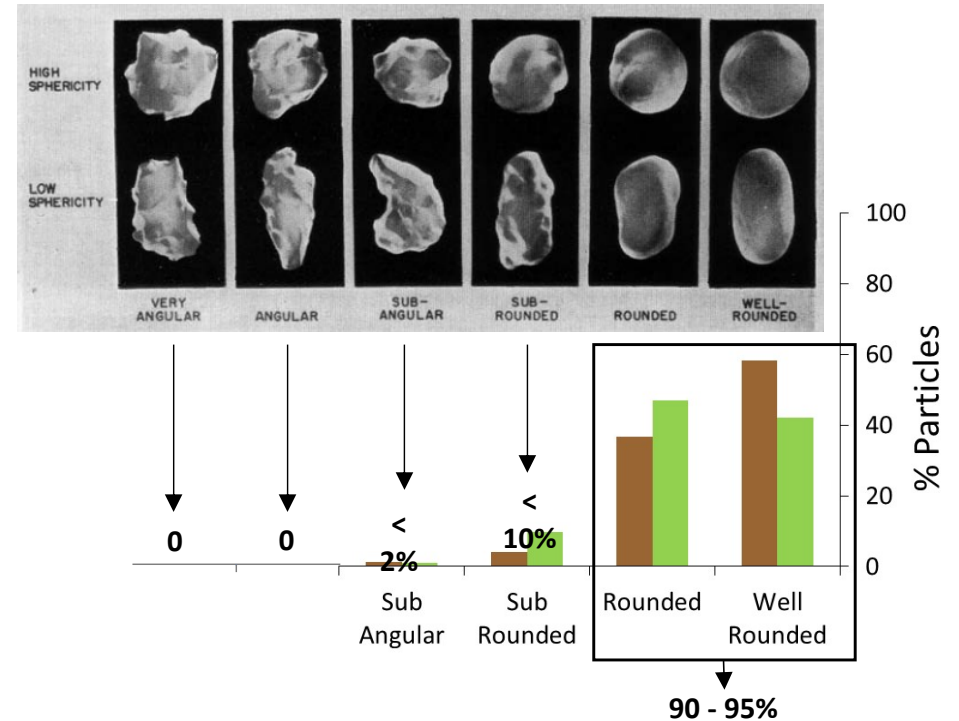 HIGH
SPHERICITY
LOW
SPHERICITY
VERY
ANGULAR
ANGULAR
SUB-
ANGULAR
SUB-
ROUNDED
ROUNDED
WELL-
ROUNDED
100
80
60
40
20
0
% Particles
0
0
<
2%
<
10%
Sub
Angular
Sub
Rounded
Rounded
Well
Rounded
90 - 95%